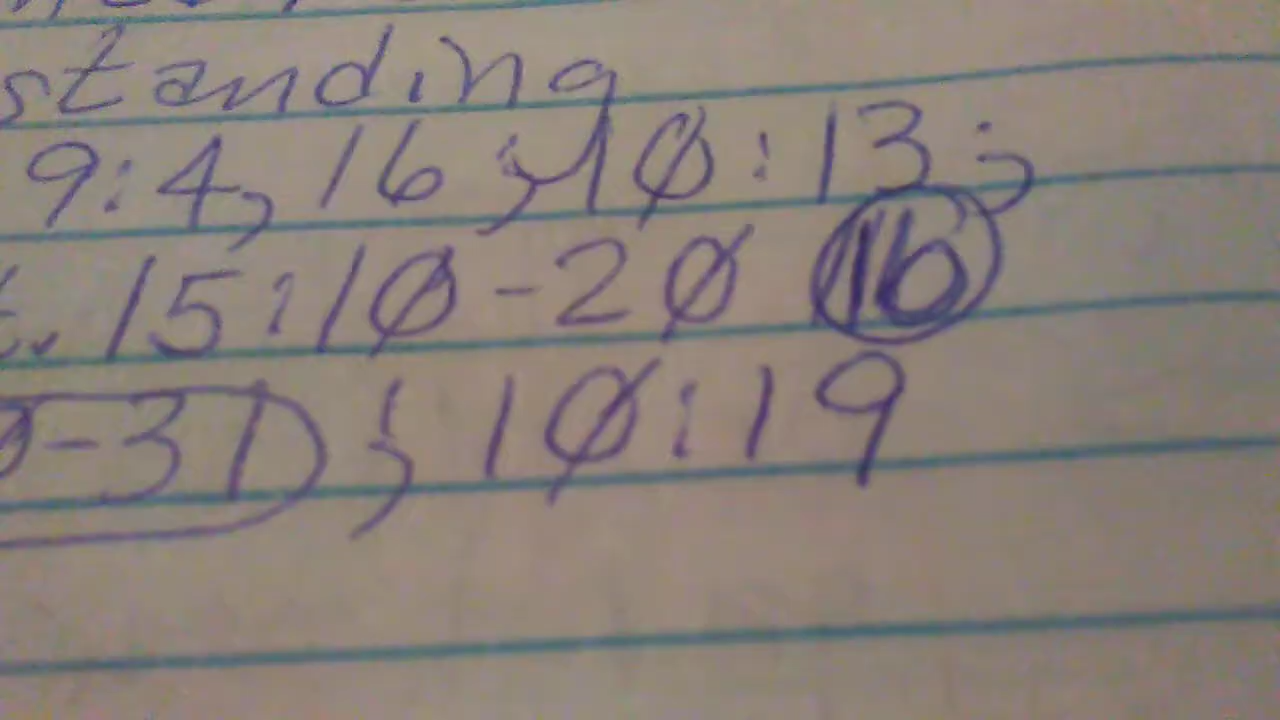 standing
9:4, 16; 10:13;
t. 15:10-20 16
-31; 10:19